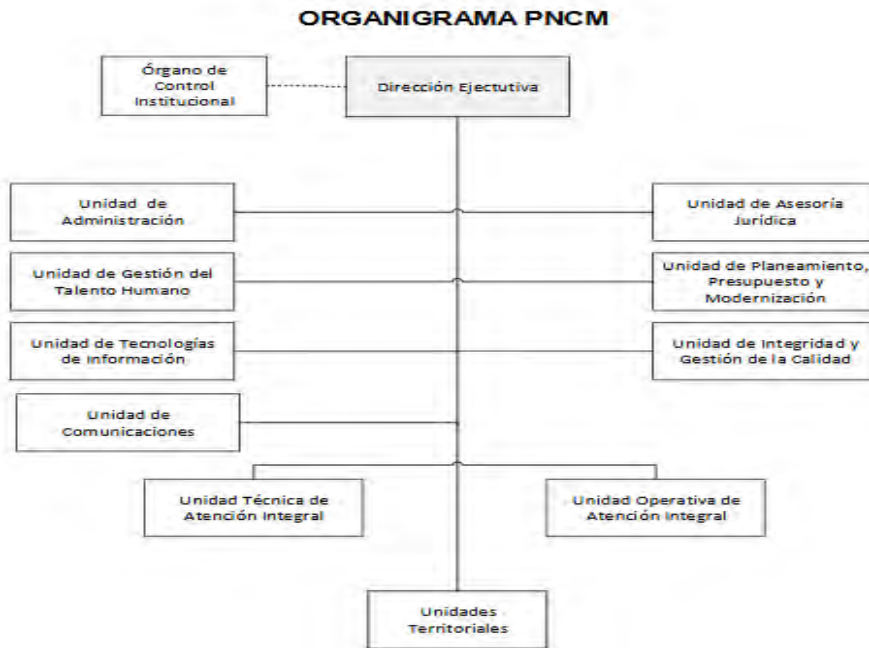 ORGANIGRAMA PNCM
Órgano de
Control
Institucional
Dirección Ejectutiva
Unidad de
Administración
Unidad de Asesoría
Jurídica
Unidad de Gestión del
Talento Humano
Unidad de Planeamiento,
Presupuesto y
Modernización
Unidad de Tecnologías
de Información
Unidad de Integridad y
Gestión de la Calidad
Unidad de
Comunicaciones
Unidad Técnica de
Atención Integral
Unidad Operativa de
Atención Integral
Unidades
Territoriales